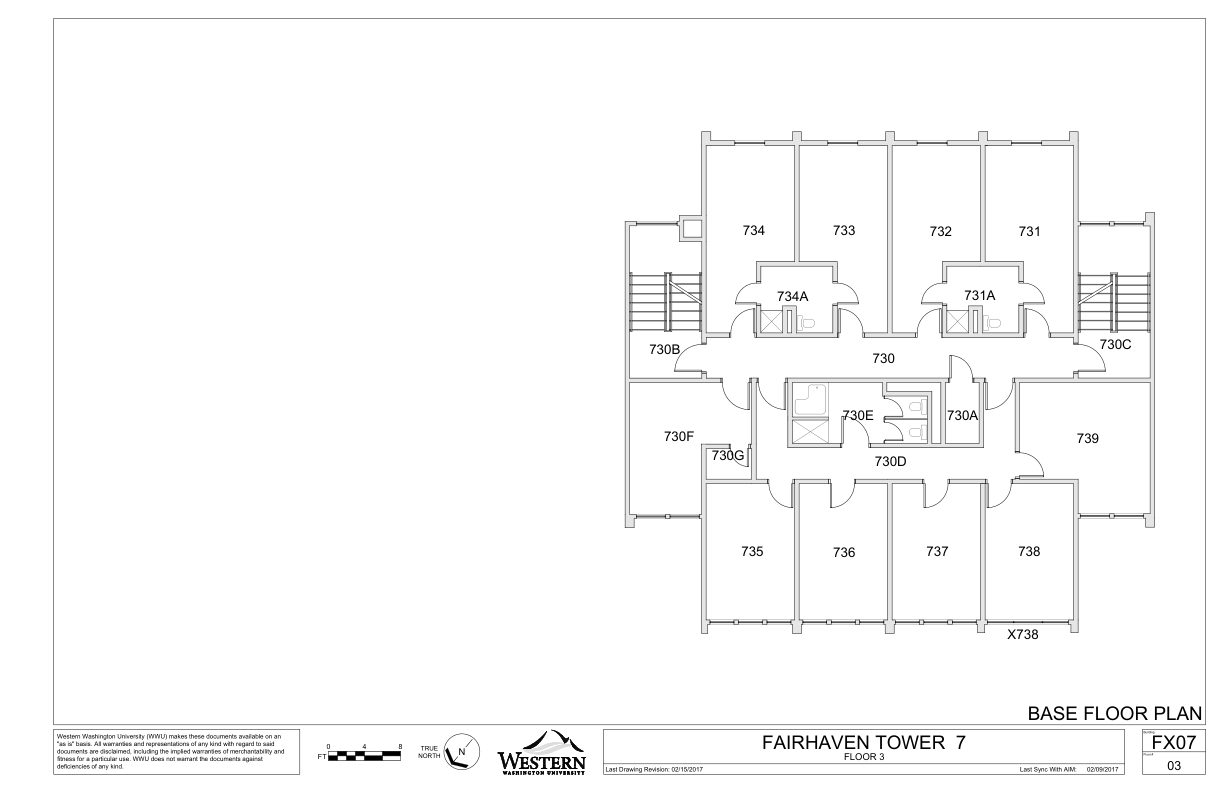 734
733
732
731
734A
731A
730B
730
730C
730E
730A
730F
739
730G
730D
735
736
737
738
X738
BASE FLOOR PLAN
Western Washington University (WWU) makes these documents available on an
"as is" basis. All warranties and representations of any kind with regard to said
documents are disclaimed, including the implied warranties of merchantability and
fitness for a particular use. WWU does not warrant the documents against
deficiencies of any kind.
0 4 8
FT
TRUE
NORTH
N
WESTERN
WASHINGTON UNIVERSITY
FAIRHAVEN TOWER 7
FLOOR 3
Last Drawing Revision: 02/15/2017
Last Sync With AIM: 02/09/2017
FX07
03